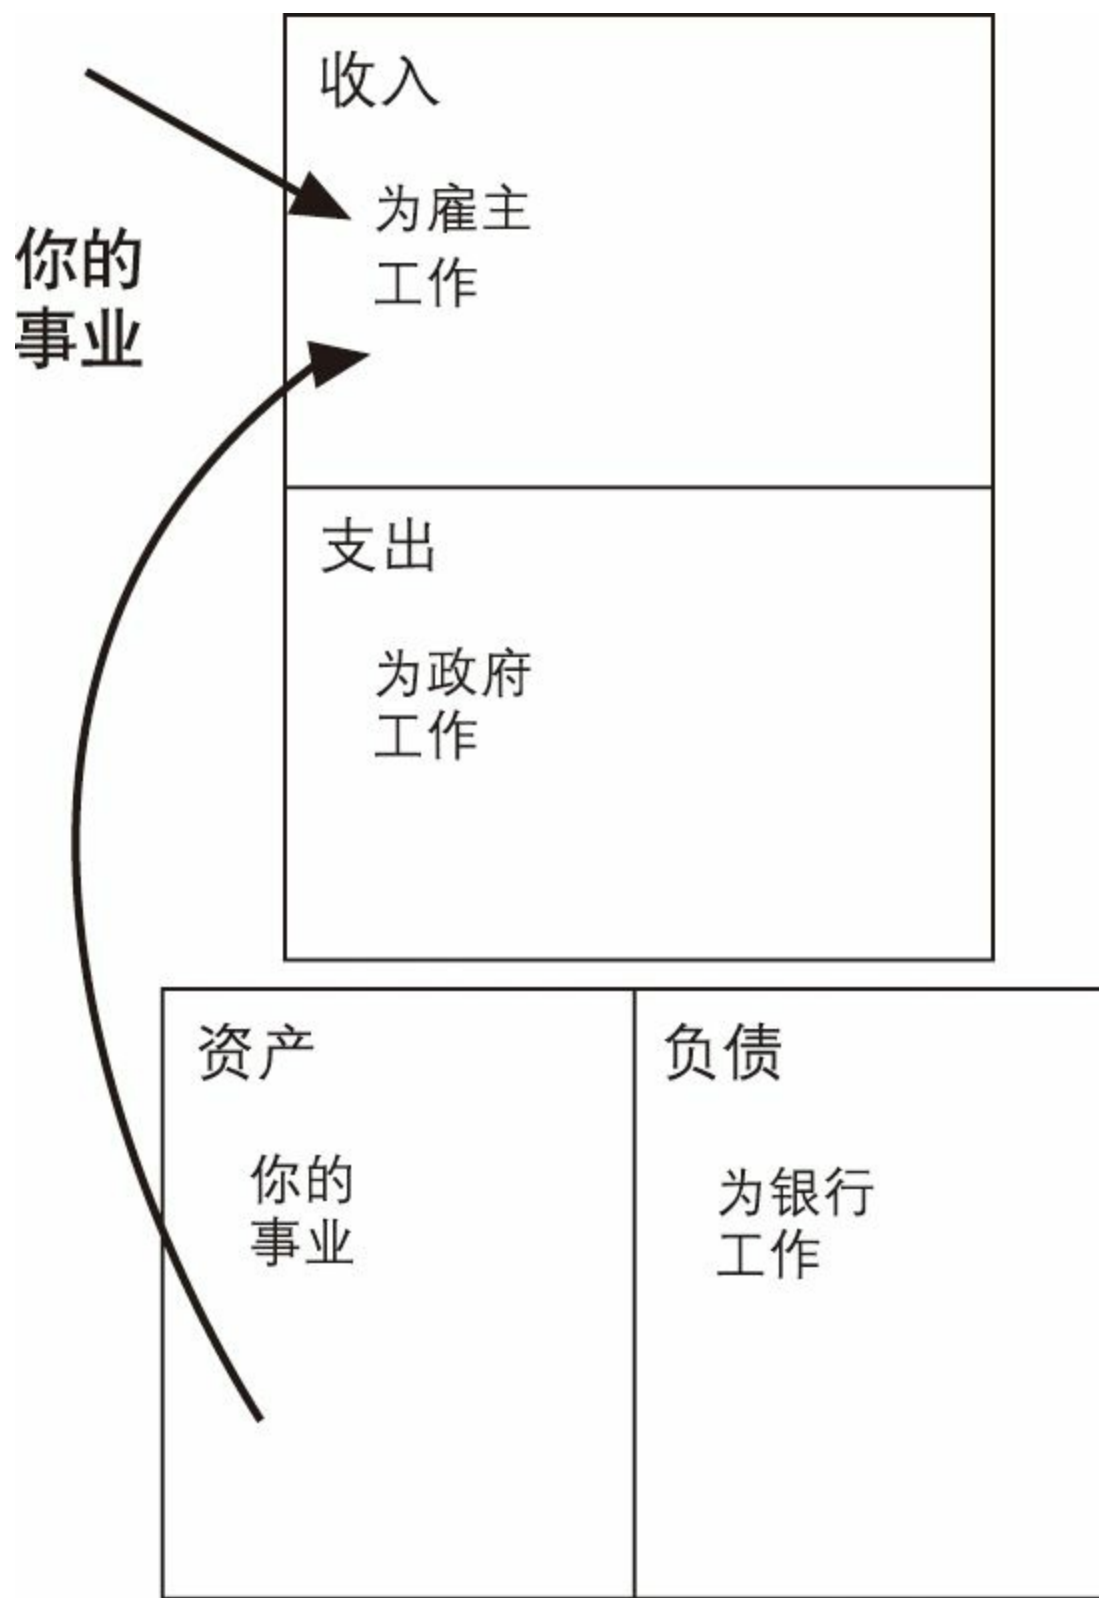 收入
为雇主
工作
你的
事业
支出
为政府
工作
资产
你的
事业
负债
为银行
工作